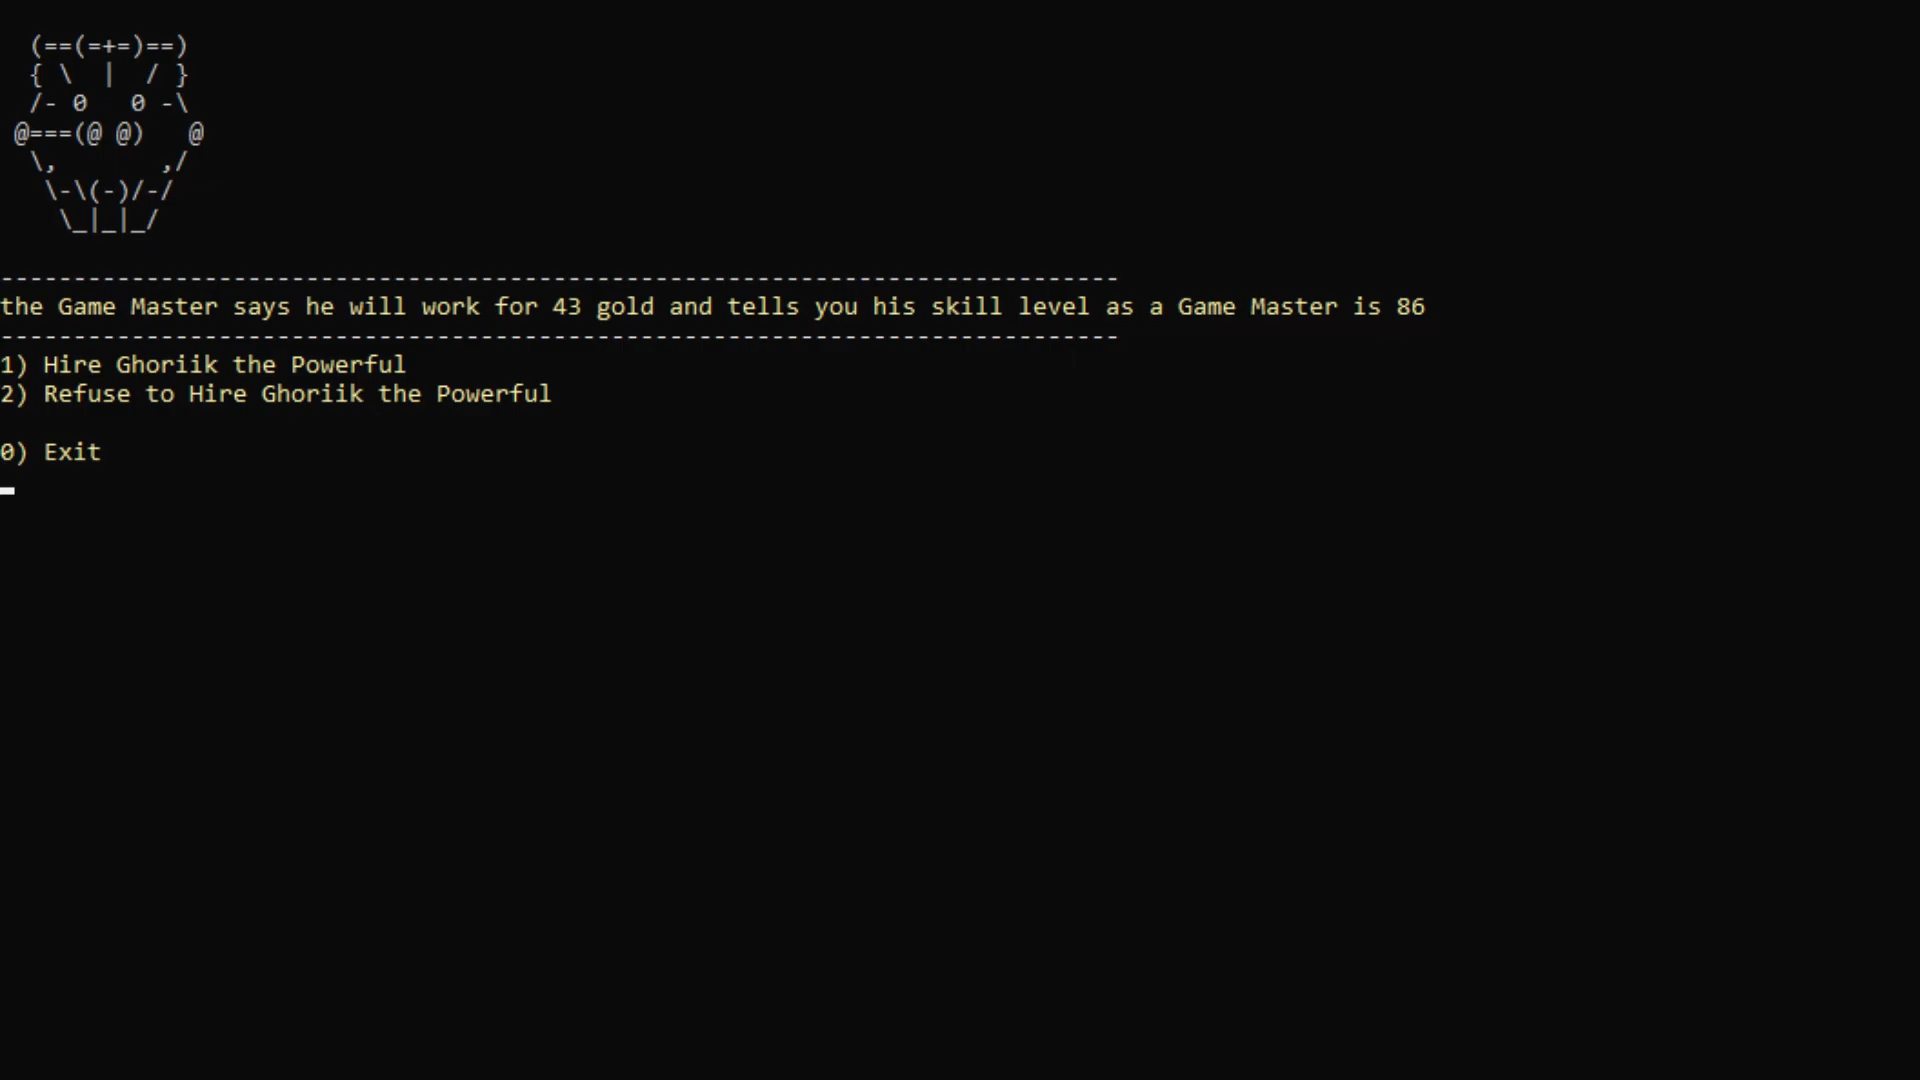 (==(=+=)==)
{ \  |  / }
/- 0   0 -\
@===(@ @)   @
\,       ,/
\-\(-)/-/
\_|_|_/
-----------------------------------------------------------------------------
the Game Master says he will work for 43 gold and tells you his skill level as a Game Master is 86
-----------------------------------------------------------------------------
1) Hire Ghoriik the Powerful
2) Refuse to Hire Ghoriik the Powerful
0) Exit